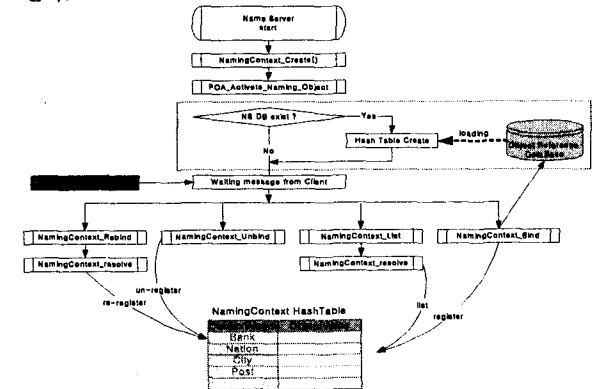 Name Server
start
NamingContext_Create()
POA_Activate_Naming_Object
NS DB exist ?
Yes
No
Hash Table Create
loading
Object Reference
DataBase
Waiting message from Client
NamingContext_Rebind
NamingContext_Unbind
NamingContext_List
NamingContext_Bind
NamingContext_resolve
NamingContext_resolve
re-register
un-register
list
register
NamingContext HashTable
Bank
Nation
City
Post